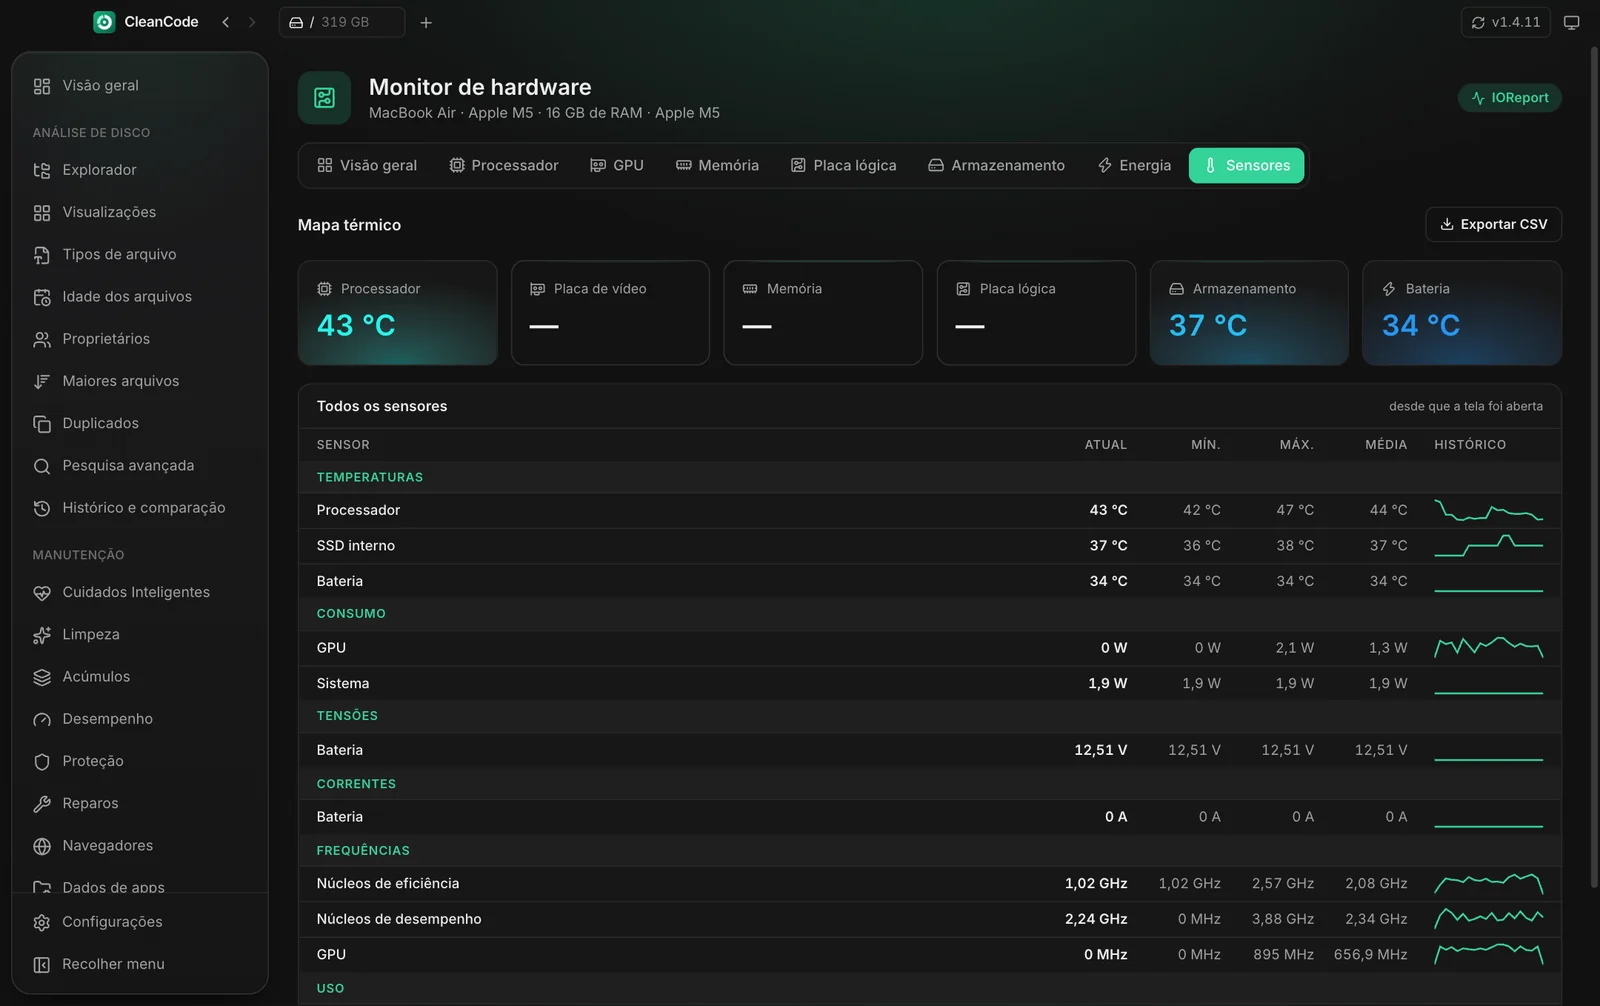 CleanCode
/ 319 GB
v1.4.11
Visão geral
ANÁLISE DE DISCO
Explorador
Visualizações
Tipos de arquivo
Idade dos arquivos
Proprietários
Maiores arquivos
Duplicados
Pesquisa avançada
Histórico e comparação
MANUTENÇÃO
Cuidados Inteligentes
Limpeza
Acúmulos
Desempenho
Proteção
Reparos
Navegadores
Dados de apps
Configurações
Recolher menu
Monitor de hardware
MacBook Air · Apple M5 · 16 GB de RAM · Apple M5
IOReport
Visão geral Processador GPU Memória Placa lógica Armazenamento Energia Sensores
Mapa térmico
Exportar CSV
Processador
43 °C
Placa de vídeo
—
Memória
—
Placa lógica
—
Armazenamento
37 °C
Bateria
34 °C
Todos os sensores
desde que a tela foi aberta
SENSOR ATUAL MÍN. MÁX. MÉDIA HISTÓRICO
TEMPERATURAS
Processador 43 °C 42 °C 47 °C 44 °C
SSD interno 37 °C 36 °C 38 °C 37 °C
Bateria 34 °C 34 °C 34 °C 34 °C
CONSUMO
GPU 0 W 0 W 2,1 W 1,3 W
Sistema 1,9 W 1,9 W 1,9 W 1,9 W
TENSÕES
Bateria 12,51 V 12,51 V 12,51 V 12,51 V
CORRENTES
Bateria 0 A 0 A 0 A 0 A
FREQUÊNCIAS
Núcleos de eficiência 1,02 GHz 1,02 GHz 2,57 GHz 2,08 GHz
Núcleos de desempenho 2,24 GHz 0 MHz 3,88 GHz 2,34 GHz
GPU 0 MHz 0 MHz 895 MHz 656,9 MHz
USO